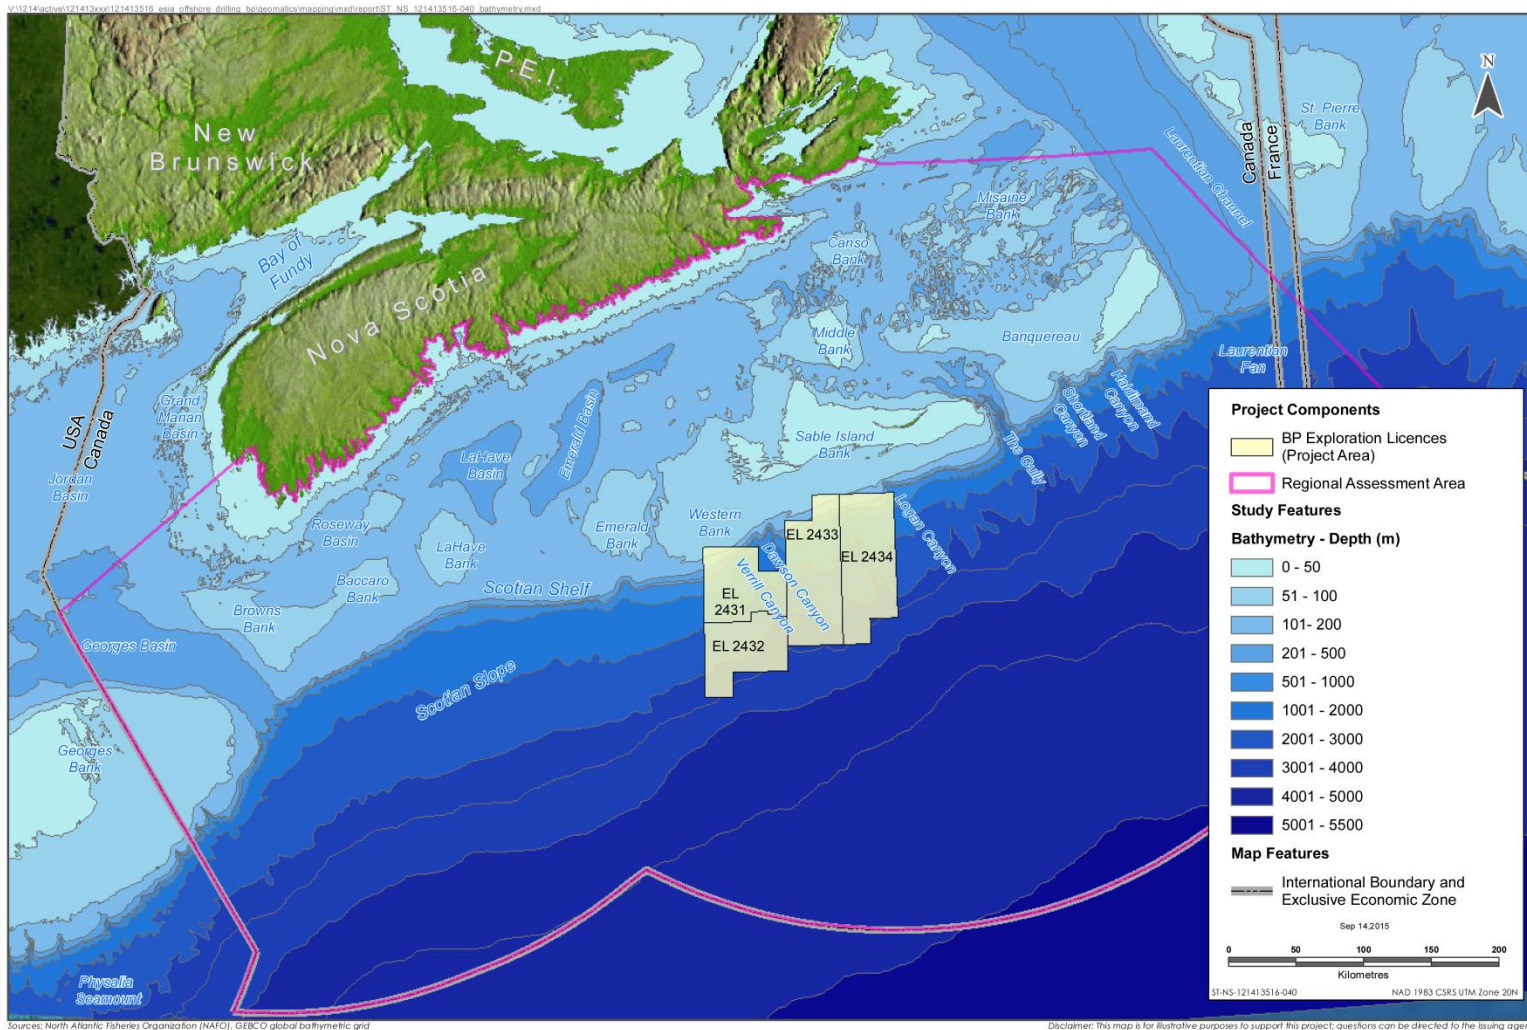 V:\1214\active\121413xxx\121413516_esia_offshore_drilling_bp\geomatics\mapping\mxd\report\ST_NS_121413516-040_bathymetry.mxd
P.E.I.
New
Brunswick
N
St. Pierre
Bank
Laurentian Channel
Canada
France
Misaine
Bank
Canso
Bank
Bay of
Fundy
Nova Scotia
Middle
Bank
Banquereau
Laurentian
Fan
Grand
Manan
Basin
USA
Canada
Haldimand
Canyon
Shortland
Canyon
Emerald Basin
Sable Island
Bank
The Gully
LaHave
Basin
Jordan
Basin
Roseway
Basin
Emerald
Bank
Western
Bank
Logan Canyon
EL 2433
EL 2434
LaHave
Bank
Dawson Canyon
Verrill Canyon
Baccaro
Bank
Scotian Shelf
EL
2431
Browns
Bank
Georges Basin
EL 2432
Scotian Slope
Georges
Bank
Physalia
Seamount
Project Components
BP Exploration Licences
(Project Area)
Regional Assessment Area
Study Features
Bathymetry - Depth (m)
0 - 50
51 - 100
101- 200
201 - 500
501 - 1000
1001 - 2000
2001 - 3000
3001 - 4000
4001 - 5000
5001 - 5500
Map Features
International Boundary and
Exclusive Economic Zone
Sep 14,2015
0 50 100 150 200
Kilometres
ST-NS-121413516-040 NAD 1983 CSRS UTM Zone 20N
Sources: North Atlantic Fisheries Organization (NAFO), GEBCO global bathymetric grid
Disclaimer: This map is for illustrative purposes to support this project; questions can be directed to the issuing age